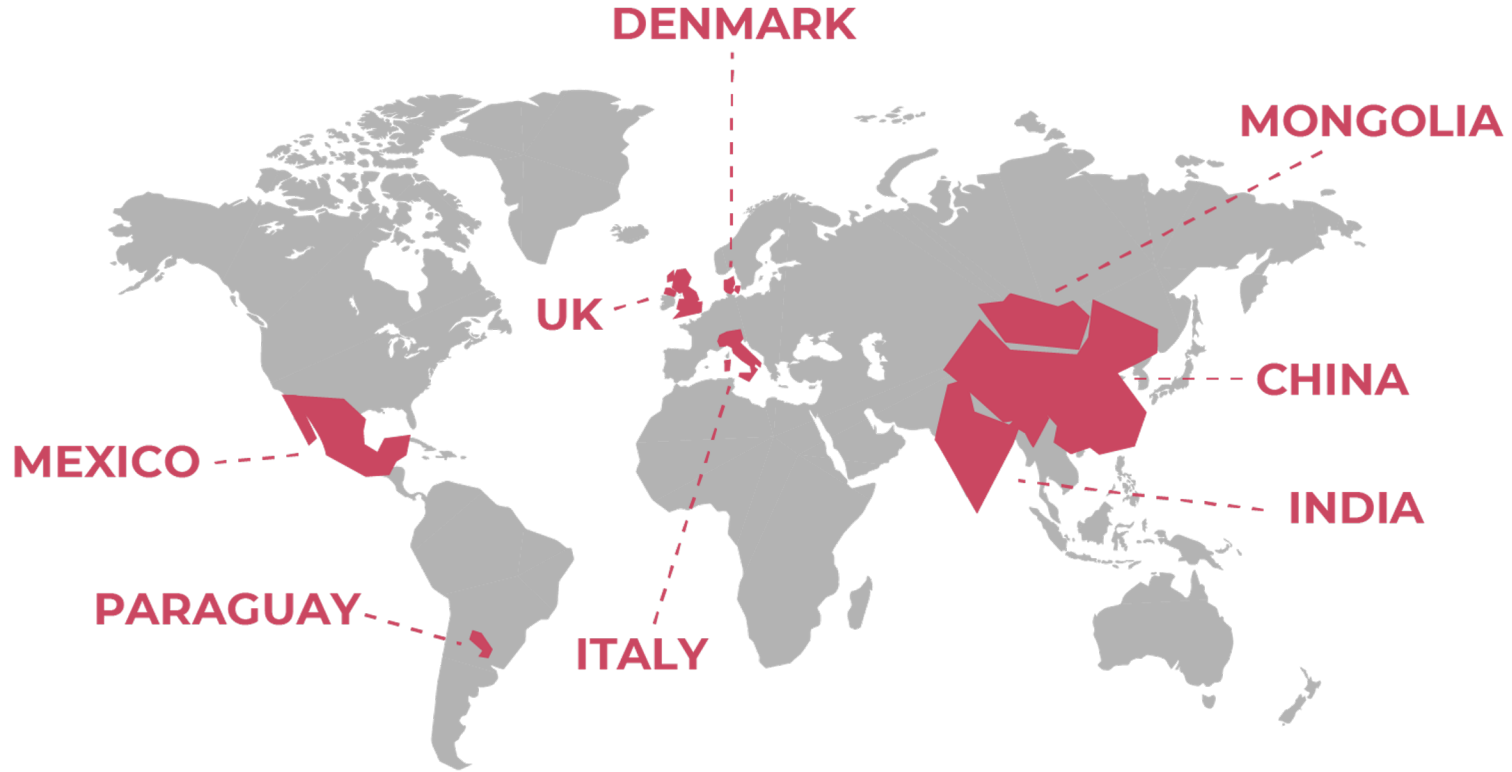 DENMARK
MONGOLIA
UK
CHINA
MEXICO
INDIA
PARAGUAY
ITALY